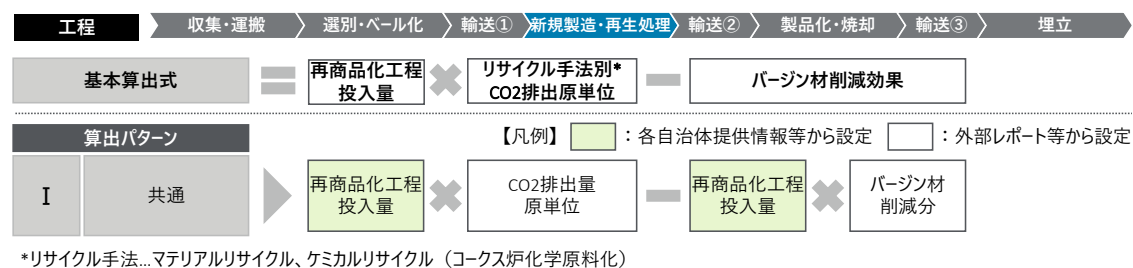 工程 収集・運搬 選別・ベール化 輸送① 新規製造・再生処理 輸送② 製品化・焼却 輸送③ 埋立
基本算出式 再商品化工程 リサイクル手法別* バージン材削減効果
投入量 CO2排出原単位
算出パターン 【凡例】 ：各自治体提供情報等から設定 ：外部レポート等から設定
I 共通 再商品化工程 CO2排出量 再商品化工程 バージン材
投入量 原単位 投入量 削減分
*リサイクル手法…マテリアルリサイクル、ケミカルリサイクル（コークス炉化学原料化）